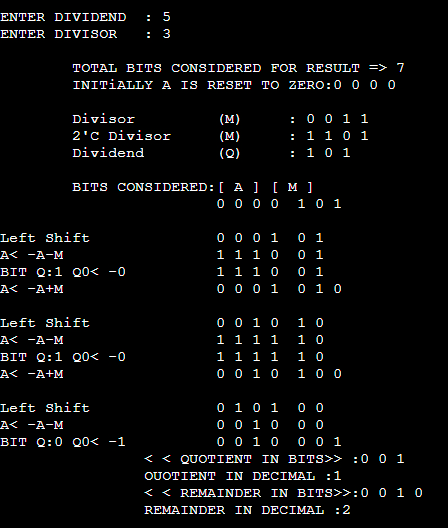 ENTER DIVIDEND : 5
ENTER DIVISOR : 3
TOTAL BITS CONSIDERED FOR RESULT => 7
INITiALLY A IS RESET TO ZERO:0 0 0 0
Divisor (M) : 0 0 1 1
2'C Divisor (M) : 1 1 0 1
Dividend (Q) : 1 0 1
BITS CONSIDERED:[ A ] [ M ]
0 0 0 0 1 0 1
Left Shift 0 0 0 1 0 1
A< -A-M 1 1 1 0 0 1
BIT Q:1 Q0< -0 1 1 1 0 0 1
A< -A+M 0 0 0 1 0 1 0
Left Shift 0 0 1 0 1 0
A< -A-M 1 1 1 1 1 0
BIT Q:1 Q0< -0 1 1 1 1 1 0
A< -A+M 0 0 1 0 1 0 0
Left Shift 0 1 0 1 0 0
A< -A-M 0 0 1 0 0 0
BIT Q:0 Q0< -1 0 0 1 0 0 0 1
< < QUOTIENT IN BITS>> :0 0 1
OUOTIENT IN DECIMAL :1
< < REMAINDER IN BITS>>:0 0 1 0
REMAINDER IN DECIMAL :2